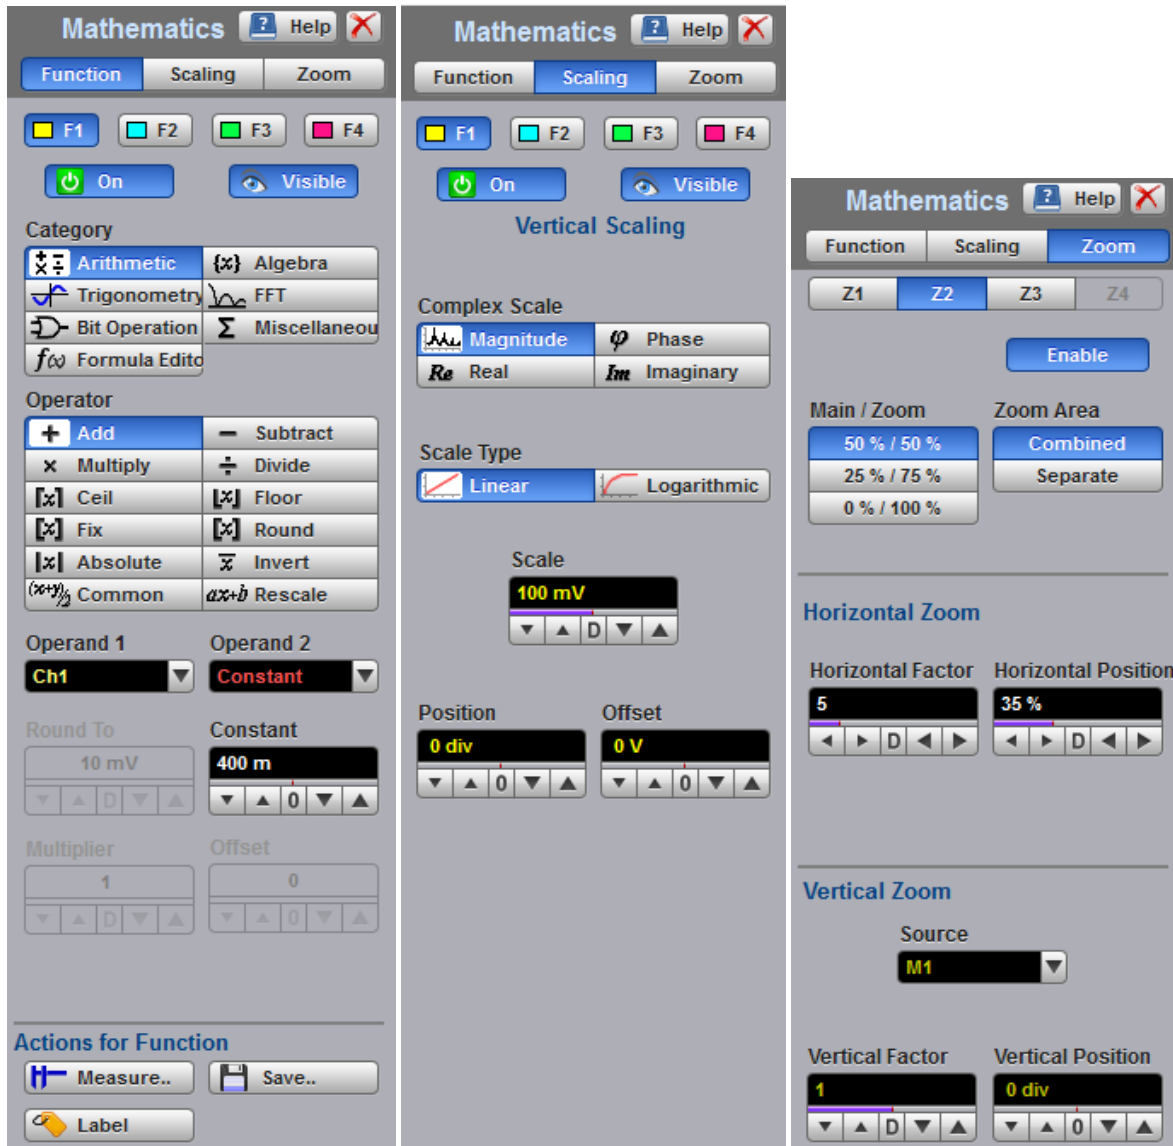 Mathematics Help
Function Scaling Zoom
F1 F2 F3 F4
On Visible
Category
Arithmetic {x} Algebra
Trigonometry FFT
Bit Operation Σ Miscellaneou
f(x) Formula Edito
Operator
+ Add − Subtract
× Multiply ÷ Divide
[x] Ceil [x] Floor
[x] Fix [x] Round
|x| Absolute x Invert
(x+y)/2 Common ax+b Rescale
Operand 1 Operand 2
Ch1 Constant
Round To Constant
10 mV 400 m
D 0
Multiplier Offset
1 0
D 0
Actions for Function
Measure.. Save..
Label
Mathematics Help
Function Scaling Zoom
F1 F2 F3 F4
On Visible
Vertical Scaling
Complex Scale
Magnitude φ Phase
Re Real Im Imaginary
Scale Type
Linear Logarithmic
Scale
100 mV
D
Position Offset
0 div 0 V
0 0
Mathematics Help
Function Scaling Zoom
Z1 Z2 Z3 Z4
Enable
Main / Zoom Zoom Area
50 % / 50 % Combined
25 % / 75 % Separate
0 % / 100 %
Horizontal Zoom
Horizontal Factor Horizontal Position
5 35 %
D D
Vertical Zoom
Source
M1
Vertical Factor Vertical Position
1 0 div
D 0